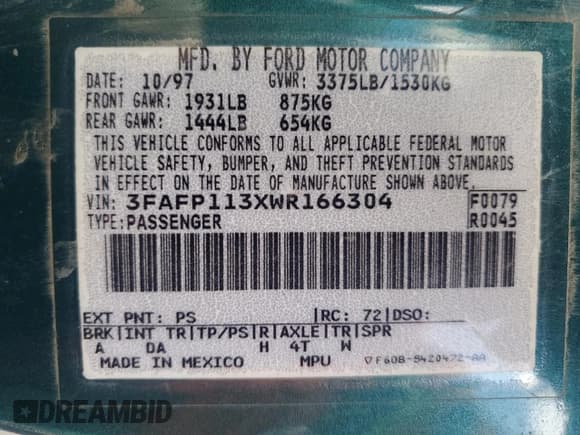 MFD. BY FORD MOTOR COMPANY
DATE: 10/97 GVWR: 3375LB/1530KG
FRONT GAWR: 1931LB 875KG
REAR GAWR: 1444LB 654KG
THIS VEHICLE CONFORMS TO ALL APPLICABLE FEDERAL MOTOR
VEHICLE SAFETY, BUMPER, AND THEFT PREVENTION STANDARDS
IN EFFECT ON THE DATE OF MANUFACTURE SHOWN ABOVE.
VIN: 3FAFP113XWR166304 F0079
TYPE: PASSENGER R0045
EXT PNT: PS RC: 72 DSO:
BRK INT TR TP/PS R AXLE TR SPR
A DA H 4T W
MADE IN MEXICO MPU F60B-5420472-AA
DREAMBID